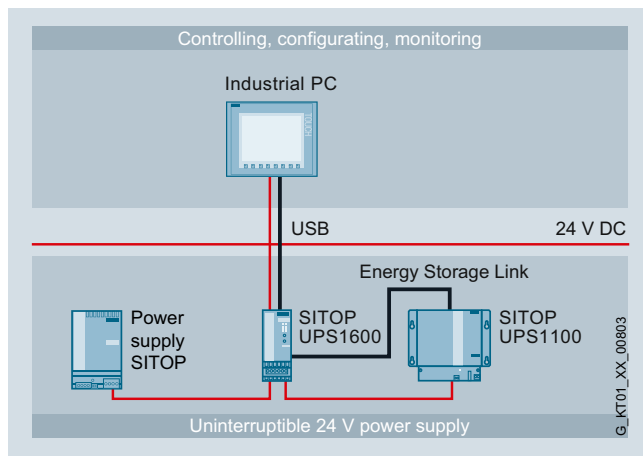 Controlling, configurating, monitoring
Industrial PC
USB
24 V DC
Energy Storage Link
Power
supply
SITOP
SITOP
UPS1600
SITOP
UPS1100
G_KT01_XX_00803
Uninterruptible 24 V power supply